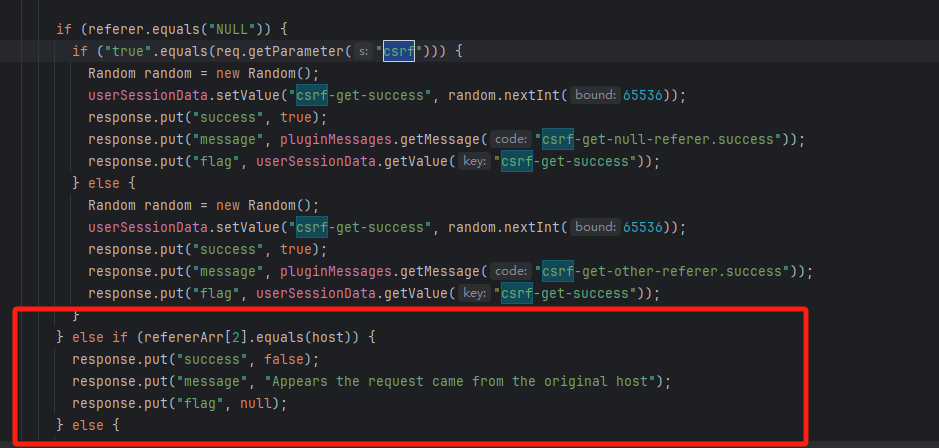 if (referer.equals("NULL")) {
if ("true".equals(req.getParameter( s: "csrf"))) {
Random random = new Random();
userSessionData.setValue("csrf-get-success", random.nextInt( bound: 65536));
response.put("success", true);
response.put("message", pluginMessages.getMessage( code: "csrf-get-null-referer.success"));
response.put("flag", userSessionData.getValue( key: "csrf-get-success"));
} else {
Random random = new Random();
userSessionData.setValue("csrf-get-success", random.nextInt( bound: 65536));
response.put("success", true);
response.put("message", pluginMessages.getMessage( code: "csrf-get-other-referer.success"));
response.put("flag", userSessionData.getValue( key: "csrf-get-success"));
}
} else if (refererArr[2].equals(host)) {
response.put("success", false);
response.put("message", "Appears the request came from the original host");
response.put("flag", null);
} else {